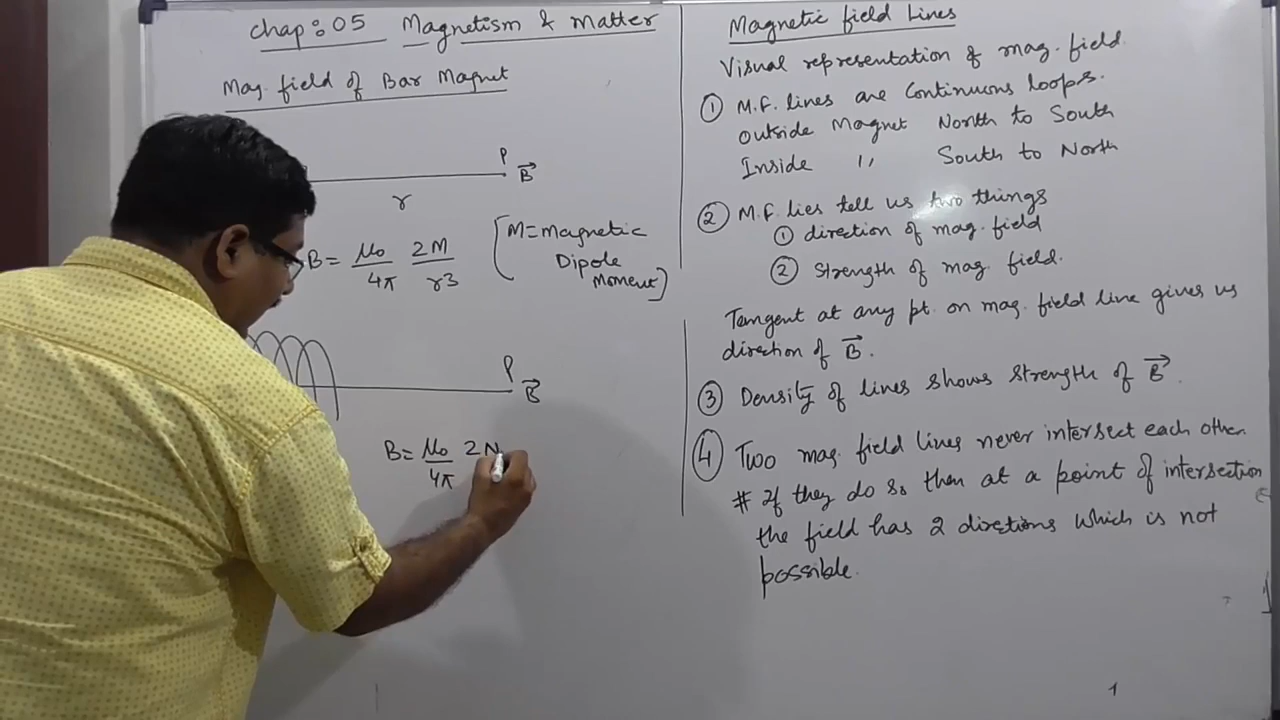 chap: 05 Magnetism & Matter
Mag. field of Bar Magnet
P
B
r
B = μ0/4π 2M/r3
[M = Magnetic
Dipole
Moment]
P
B
B = μ0/4π 2N
Magnetic field Lines
Visual representation of mag. field
① M.F. lines are Continuous loops.
outside Magnet North to South
Inside ,, South to North
② M.F lies tell us two things
① direction of mag. field
② Strength of mag. field.
Tangent at any pt. on mag. field line gives us
direction of B.
③ Density of lines shows strength of B.
④ Two mag. field lines never intersect each other.
# If they do so then at a point of intersection
the field has 2 directions which is not
possible.